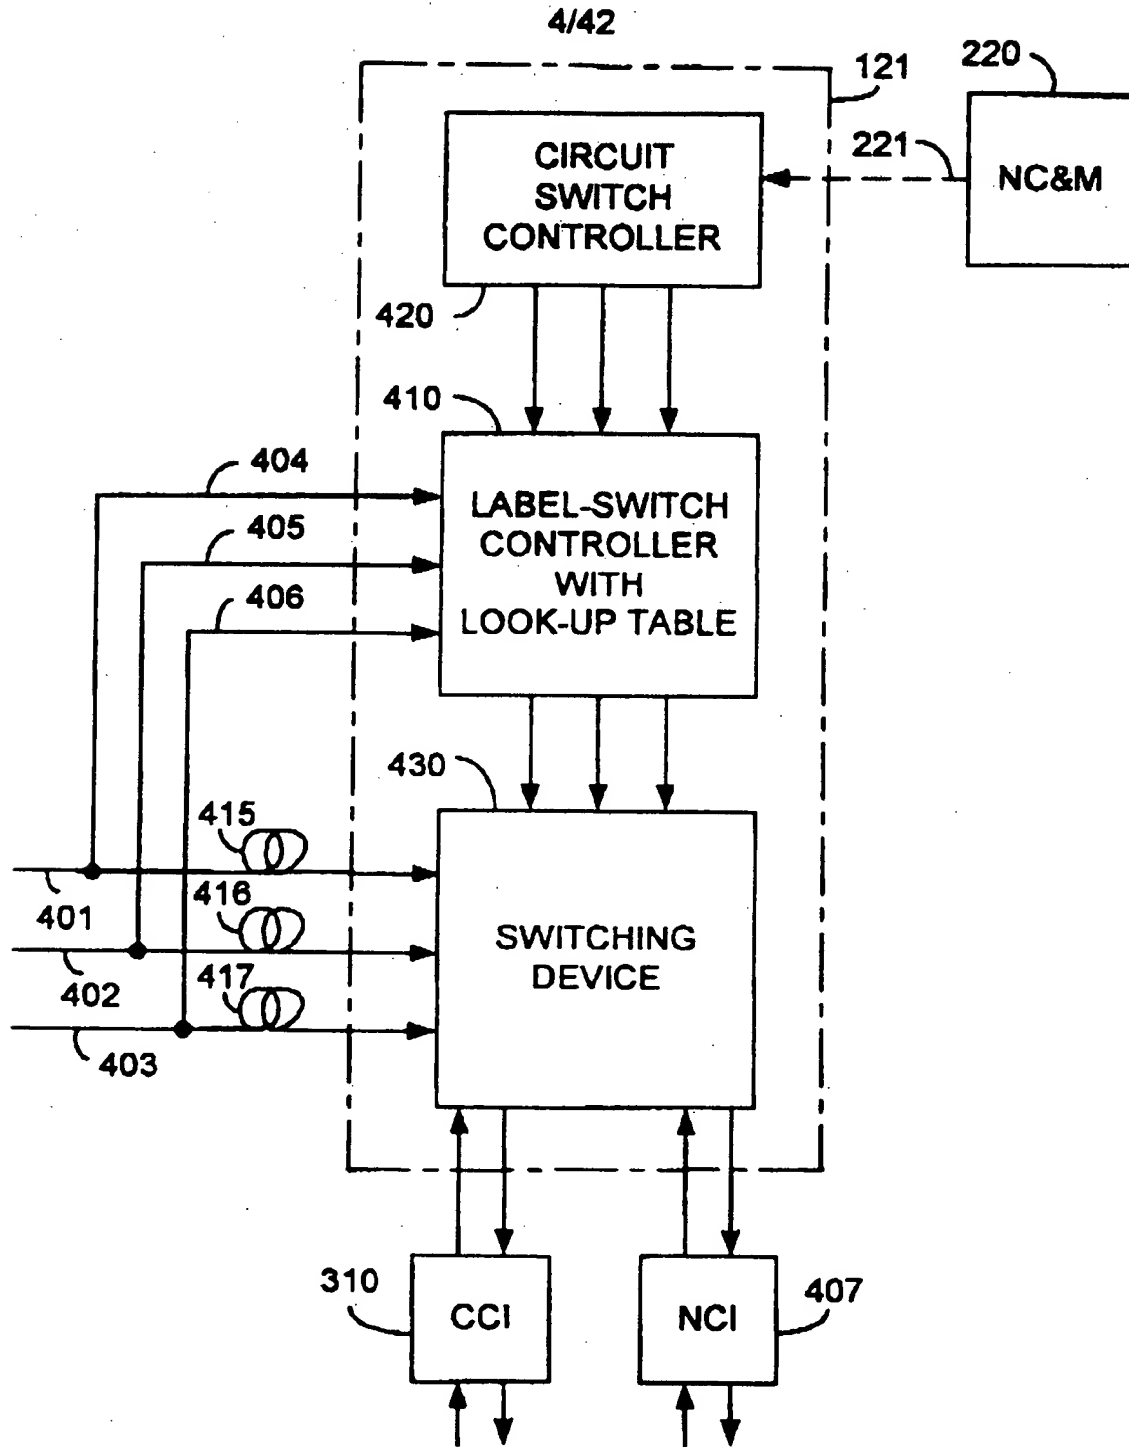 4/42
121
220
CIRCUIT
SWITCH
CONTROLLER
221
NC&M
420
410
404
LABEL-SWITCH
CONTROLLER
WITH
LOOK-UP TABLE
405
406
430
415
401
416
SWITCHING
DEVICE
402
417
403
310
CCI
NCI
407